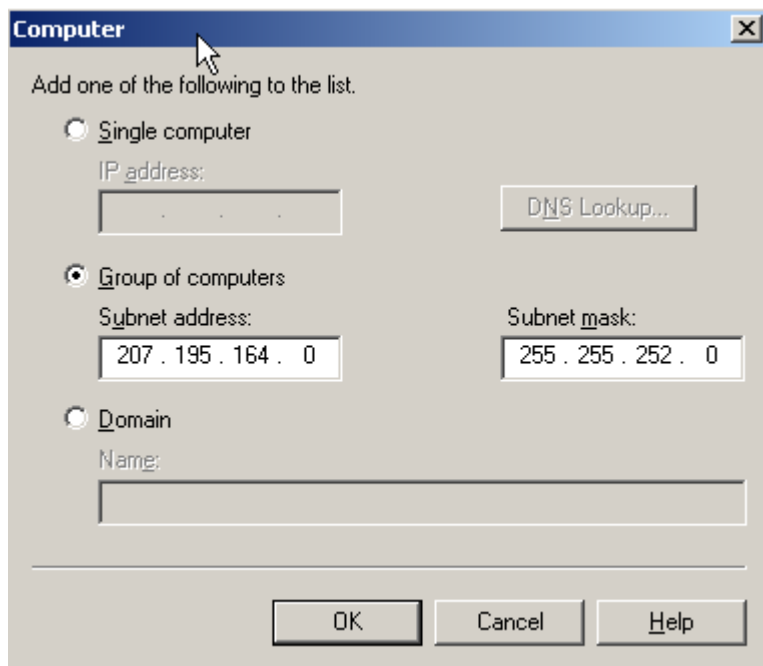 Computer
Add one of the following to the list.
Single computer
IP address:
. . .
DNS Lookup...
Group of computers
Subnet address: Subnet mask:
207 . 195 . 164 . 0 255 . 255 . 252 . 0
Domain
Name:
OK Cancel Help